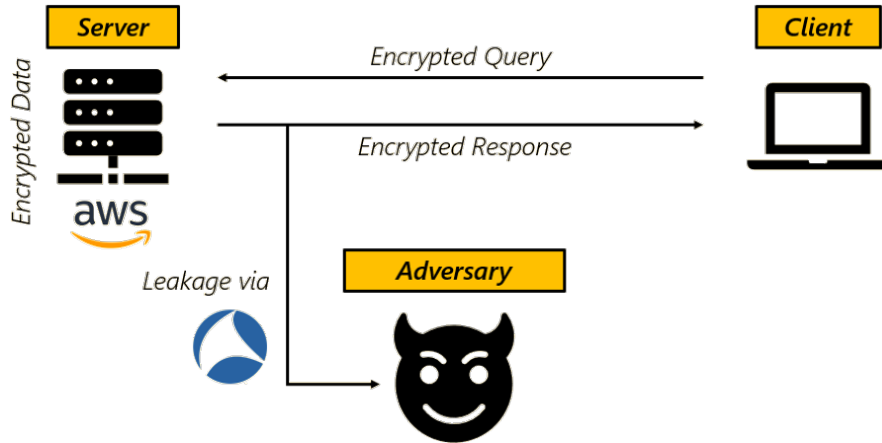 Server
Client
Encrypted Query
Encrypted Data
Encrypted Response
aws
Leakage via
Adversary